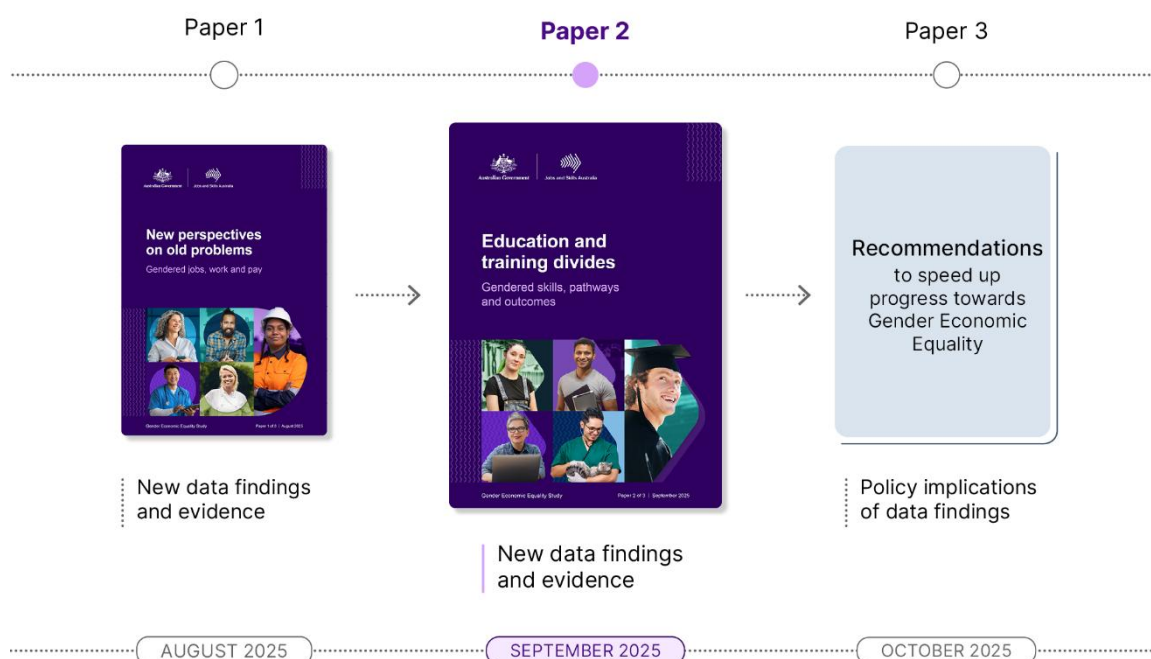 Paper 1
Paper 2
Paper 3
Australian Government
Jobs and Skills Australia
New perspectives
on old problems
Gendered jobs, work and pay
Gender Economic Equality Study
Paper 1 of 3 | August 2025
New data findings
and evidence
Australian Government
Jobs and Skills Australia
Education and
training divides
Gendered skills, pathways
and outcomes
Gender Economic Equality Study
Paper 2 of 3 | September 2025
New data findings
and evidence
Recommendations
to speed up
progress towards
Gender Economic
Equality
Policy implications
of data findings
AUGUST 2025
SEPTEMBER 2025
OCTOBER 2025